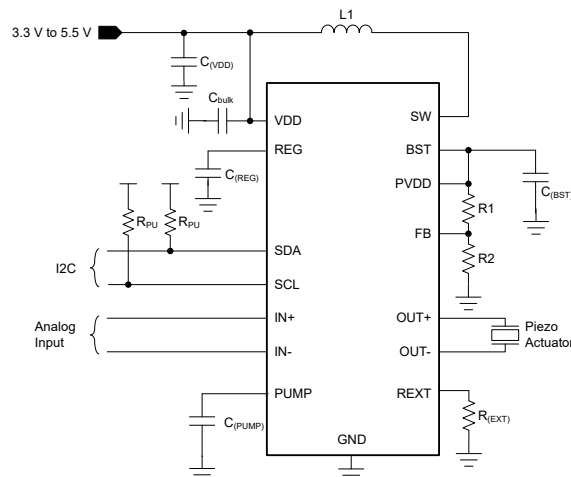 L1
3.3 V to 5.5 V
C(VDD)
Cbulk
VDD
SW
REG
BST
C(REG)
PVDD
C(BST)
R1
RPU
RPU
FB
SDA
R2
I2C
SCL
IN+
OUT+
Analog
Input
Piezo
Actuator
IN-
OUT-
PUMP
REXT
C(PUMP)
R(EXT)
GND